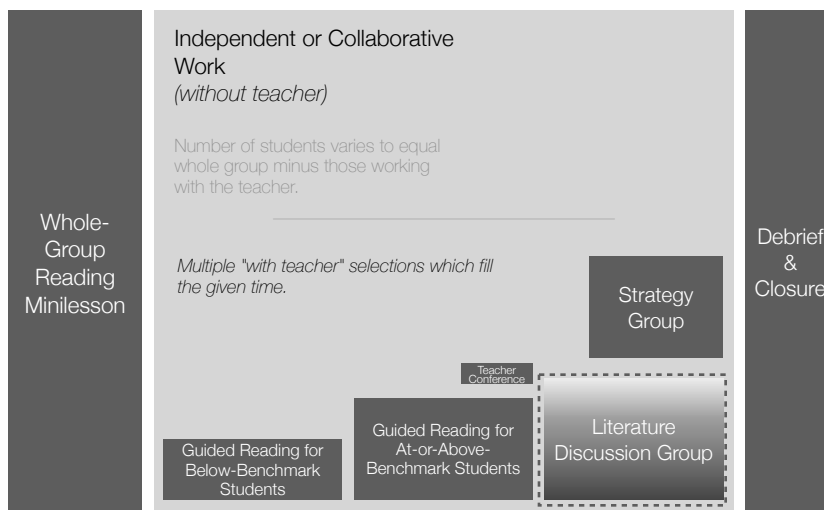 Whole-
Group
Reading
Minilesson
Independent or Collaborative
Work
(without teacher)
Number of students varies to equal
whole group minus those working
with the teacher.
Multiple "with teacher" selections which fill
the given time.
Guided Reading for
Below-Benchmark
Students
Teacher
Conference
Guided Reading for
At-or-Above-
Benchmark Students
Strategy
Group
Literature
Discussion Group
Debrief
&
Closure